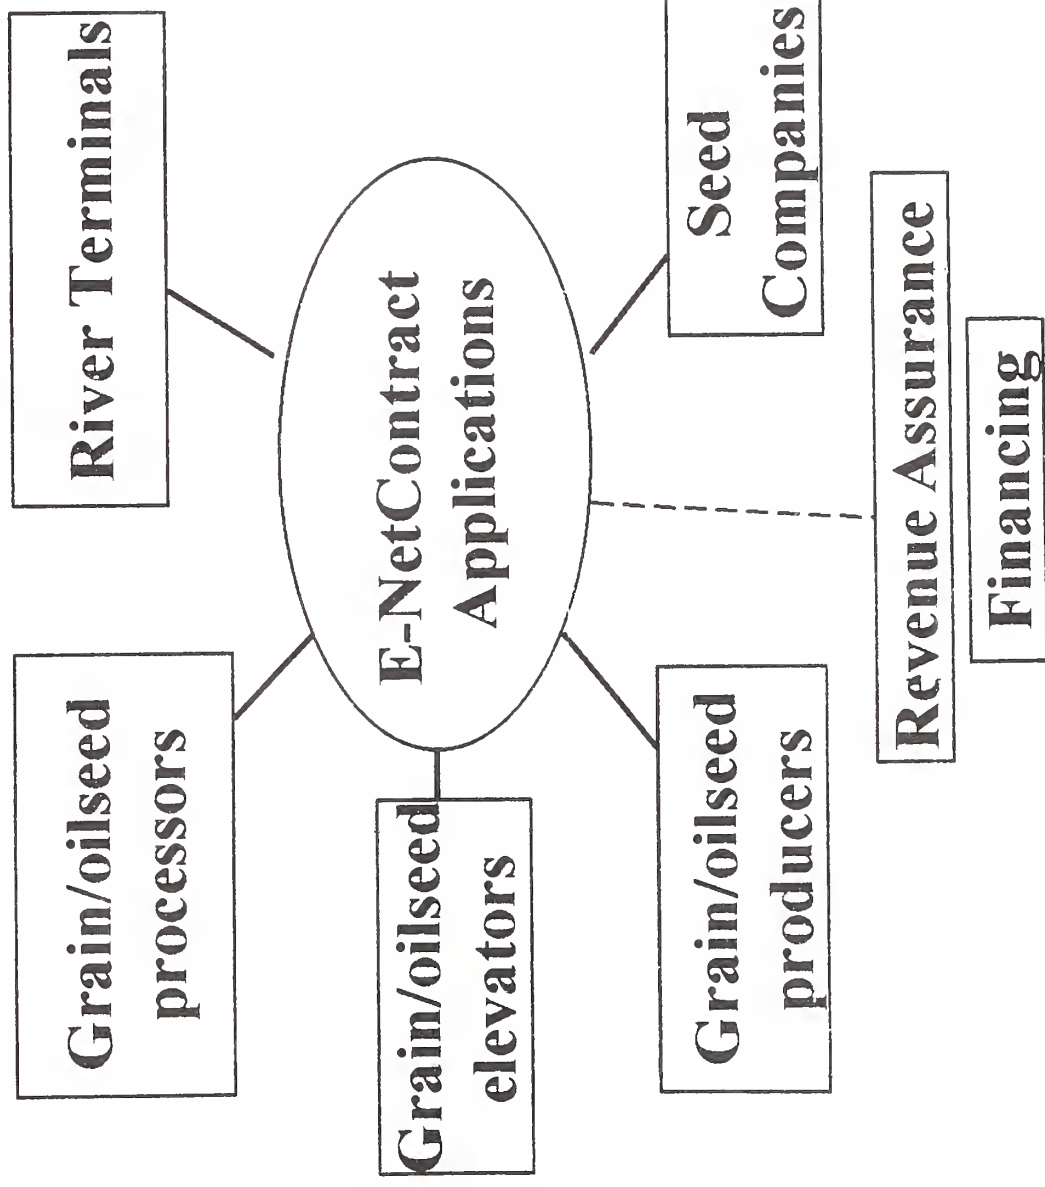 Grain/oilseed
processors
River Terminals
Grain/oilseed
elevators
E-NetContract
Applications
Grain/oilseed
producers
Seed
Companies
Revenue Assurance
Financing